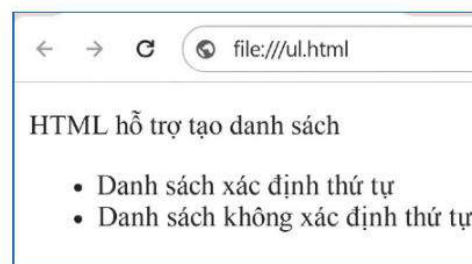 file:///ul.html
HTML hỗ trợ tạo danh sách
• Danh sách xác định thứ tự
• Danh sách không xác định thứ tự